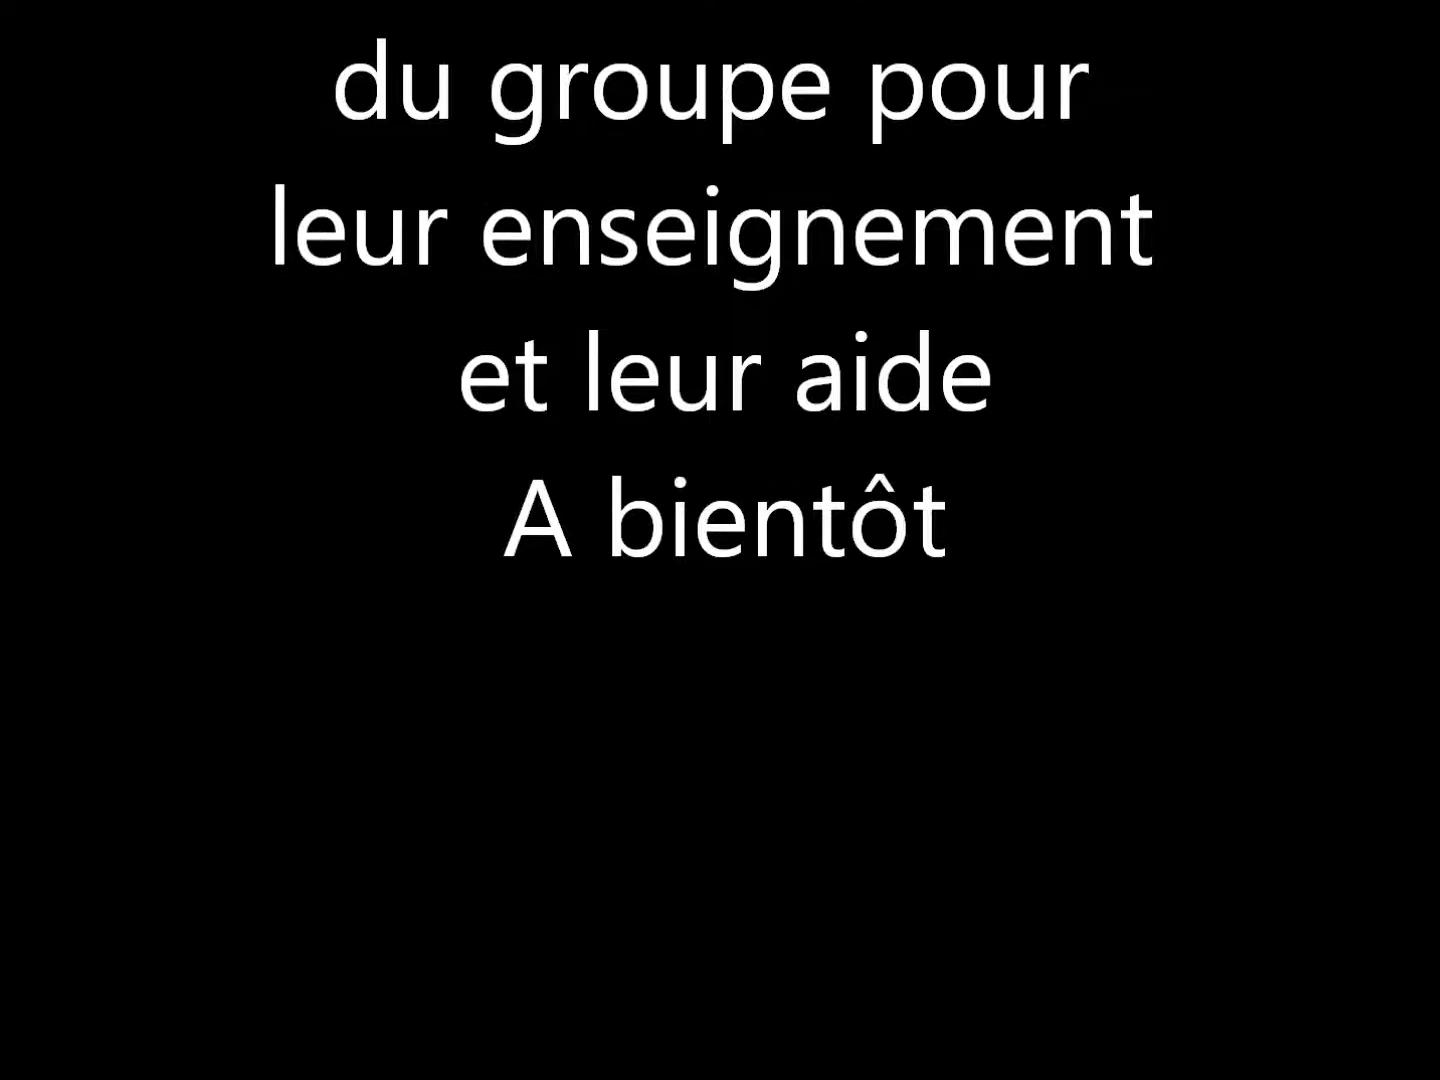 du groupe pour
leur enseignement
et leur aide
A bientôt